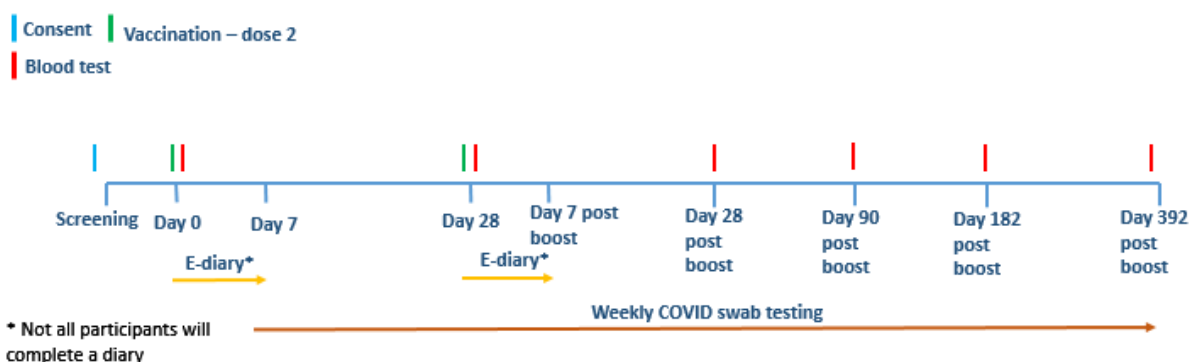 Consent
Vaccination – dose 2
Blood test
Screening
Day 0
Day 7
Day 28
Day 7 post
boost
Day 28
post
boost
Day 90
post
boost
Day 182
post
boost
Day 392
post
boost
E-diary*
E-diary*
Weekly COVID swab testing
* Not all participants will
complete a diary